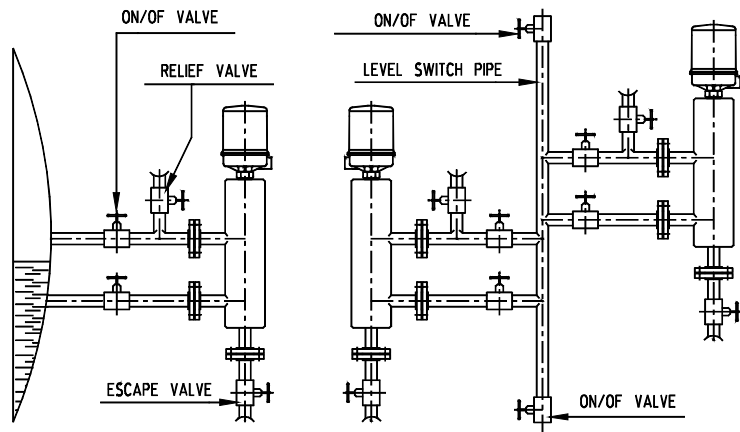 ON/OF VALVE
ON/OF VALVE
RELIEF VALVE
LEVEL SWITCH PIPE
ESCAPE VALVE
ON/OF VALVE